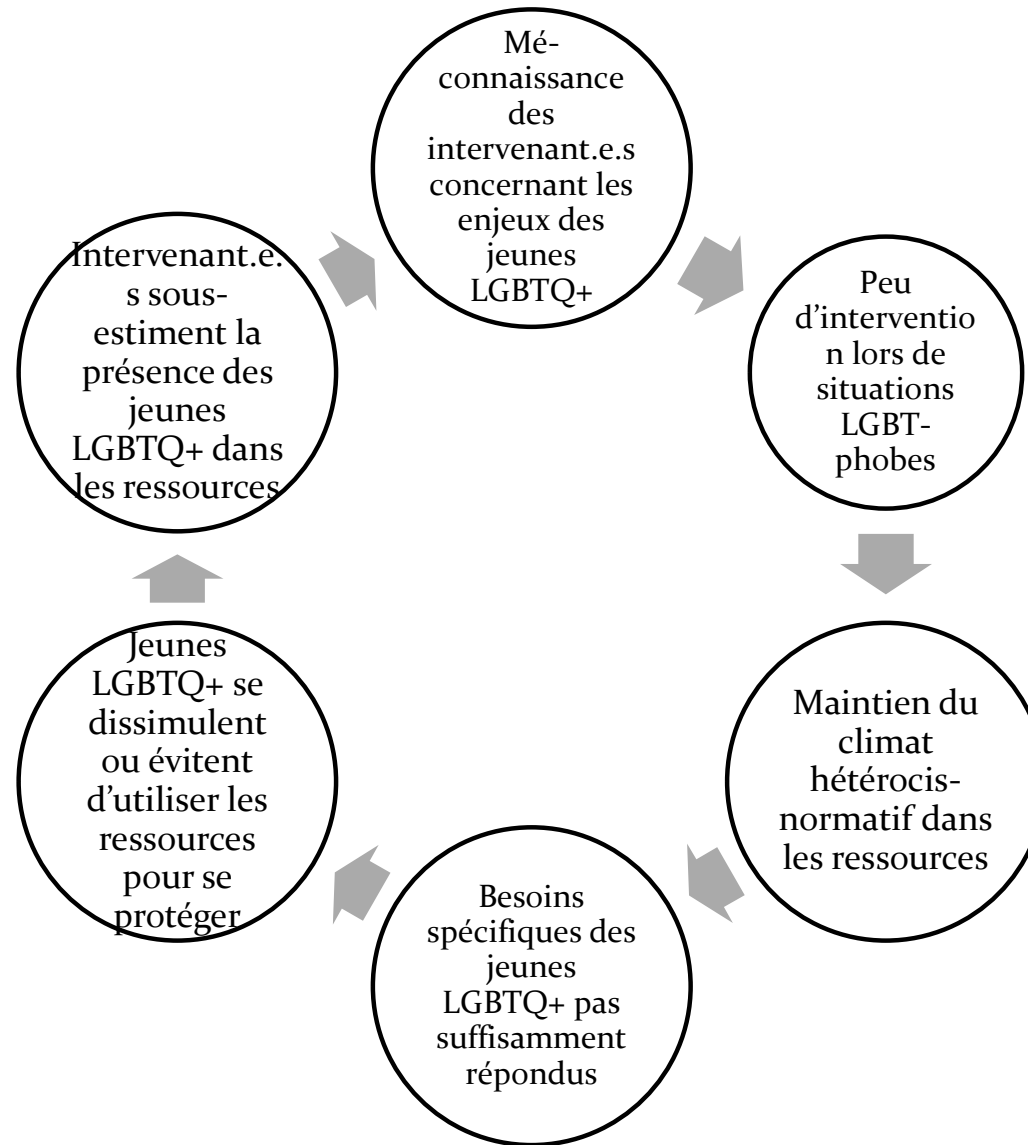 Mé-
connaissance
des
intervenant.e.s
concernant les
enjeux des
jeunes
LGBTQ+
Peu
d’interventio
n lors de
situations
LGBT-
phobes
Maintien du
climat
hétérocis-
normatif dans
les ressources
Besoins
spécifiques des
jeunes
LGBTQ+ pas
suffisamment
répondus
Jeunes
LGBTQ+ se
dissimulent
ou évitent
d’utiliser les
ressources
pour se
protéger
Intervenant.e.
s sous-
estiment la
présence des
jeunes
LGBTQ+ dans
les ressources